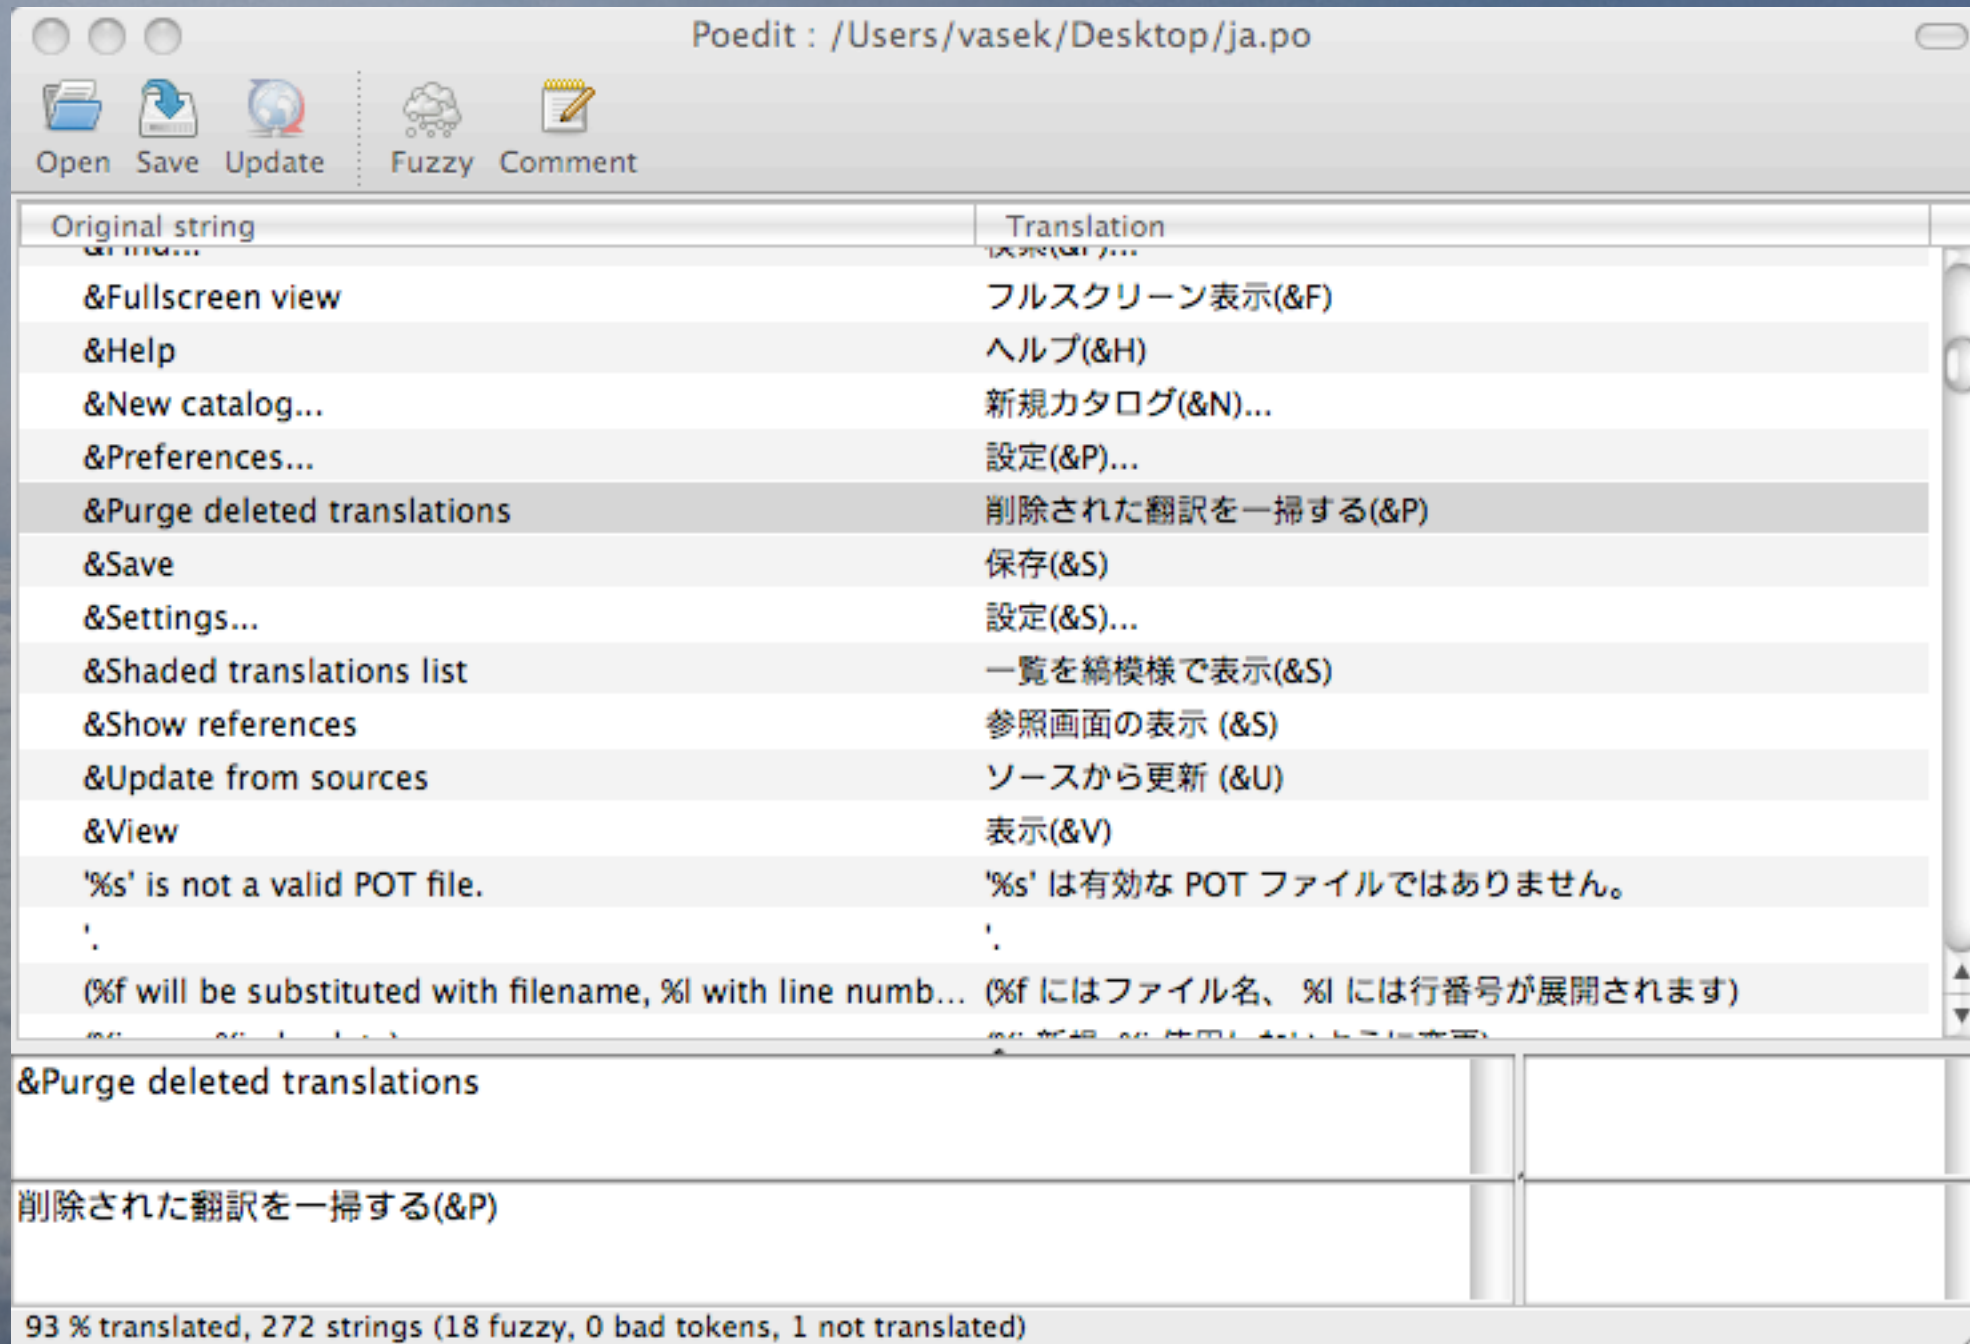 Poedit : /Users/vasek/Desktop/ja.po
Open Save Update Fuzzy Comment
Original string Translation
&Fullscreen view フルスクリーン表示(&F)
&Help ヘルプ(&H)
&New catalog... 新規カタログ(&N)...
&Preferences... 設定(&P)...
&Purge deleted translations 削除された翻訳を一掃する(&P)
&Save 保存(&S)
&Settings... 設定(&S)...
&Shaded translations list 一覧を縞模様で表示(&S)
&Show references 参照画面の表示 (&S)
&Update from sources ソースから更新 (&U)
&View 表示(&V)
'%s' is not a valid POT file. '%s' は有効な POT ファイルではありません。
'. '.
(%f will be substituted with filename, %l with line numb... (%f にはファイル名、 %l には行番号が展開されます)
&Purge deleted translations
削除された翻訳を一掃する(&P)
93 % translated, 272 strings (18 fuzzy, 0 bad tokens, 1 not translated)